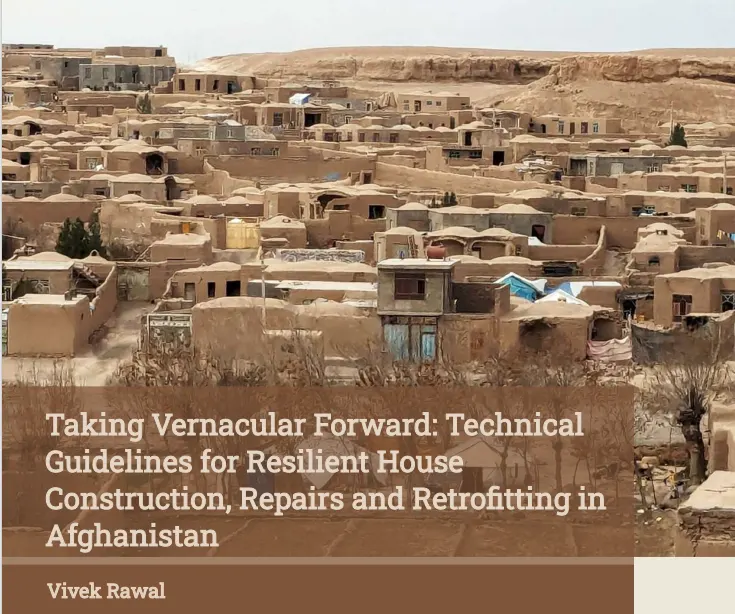 Taking Vernacular Forward: Technical
Guidelines for Resilient House
Construction, Repairs and Retrofitting in
Afghanistan
Vivek Rawal